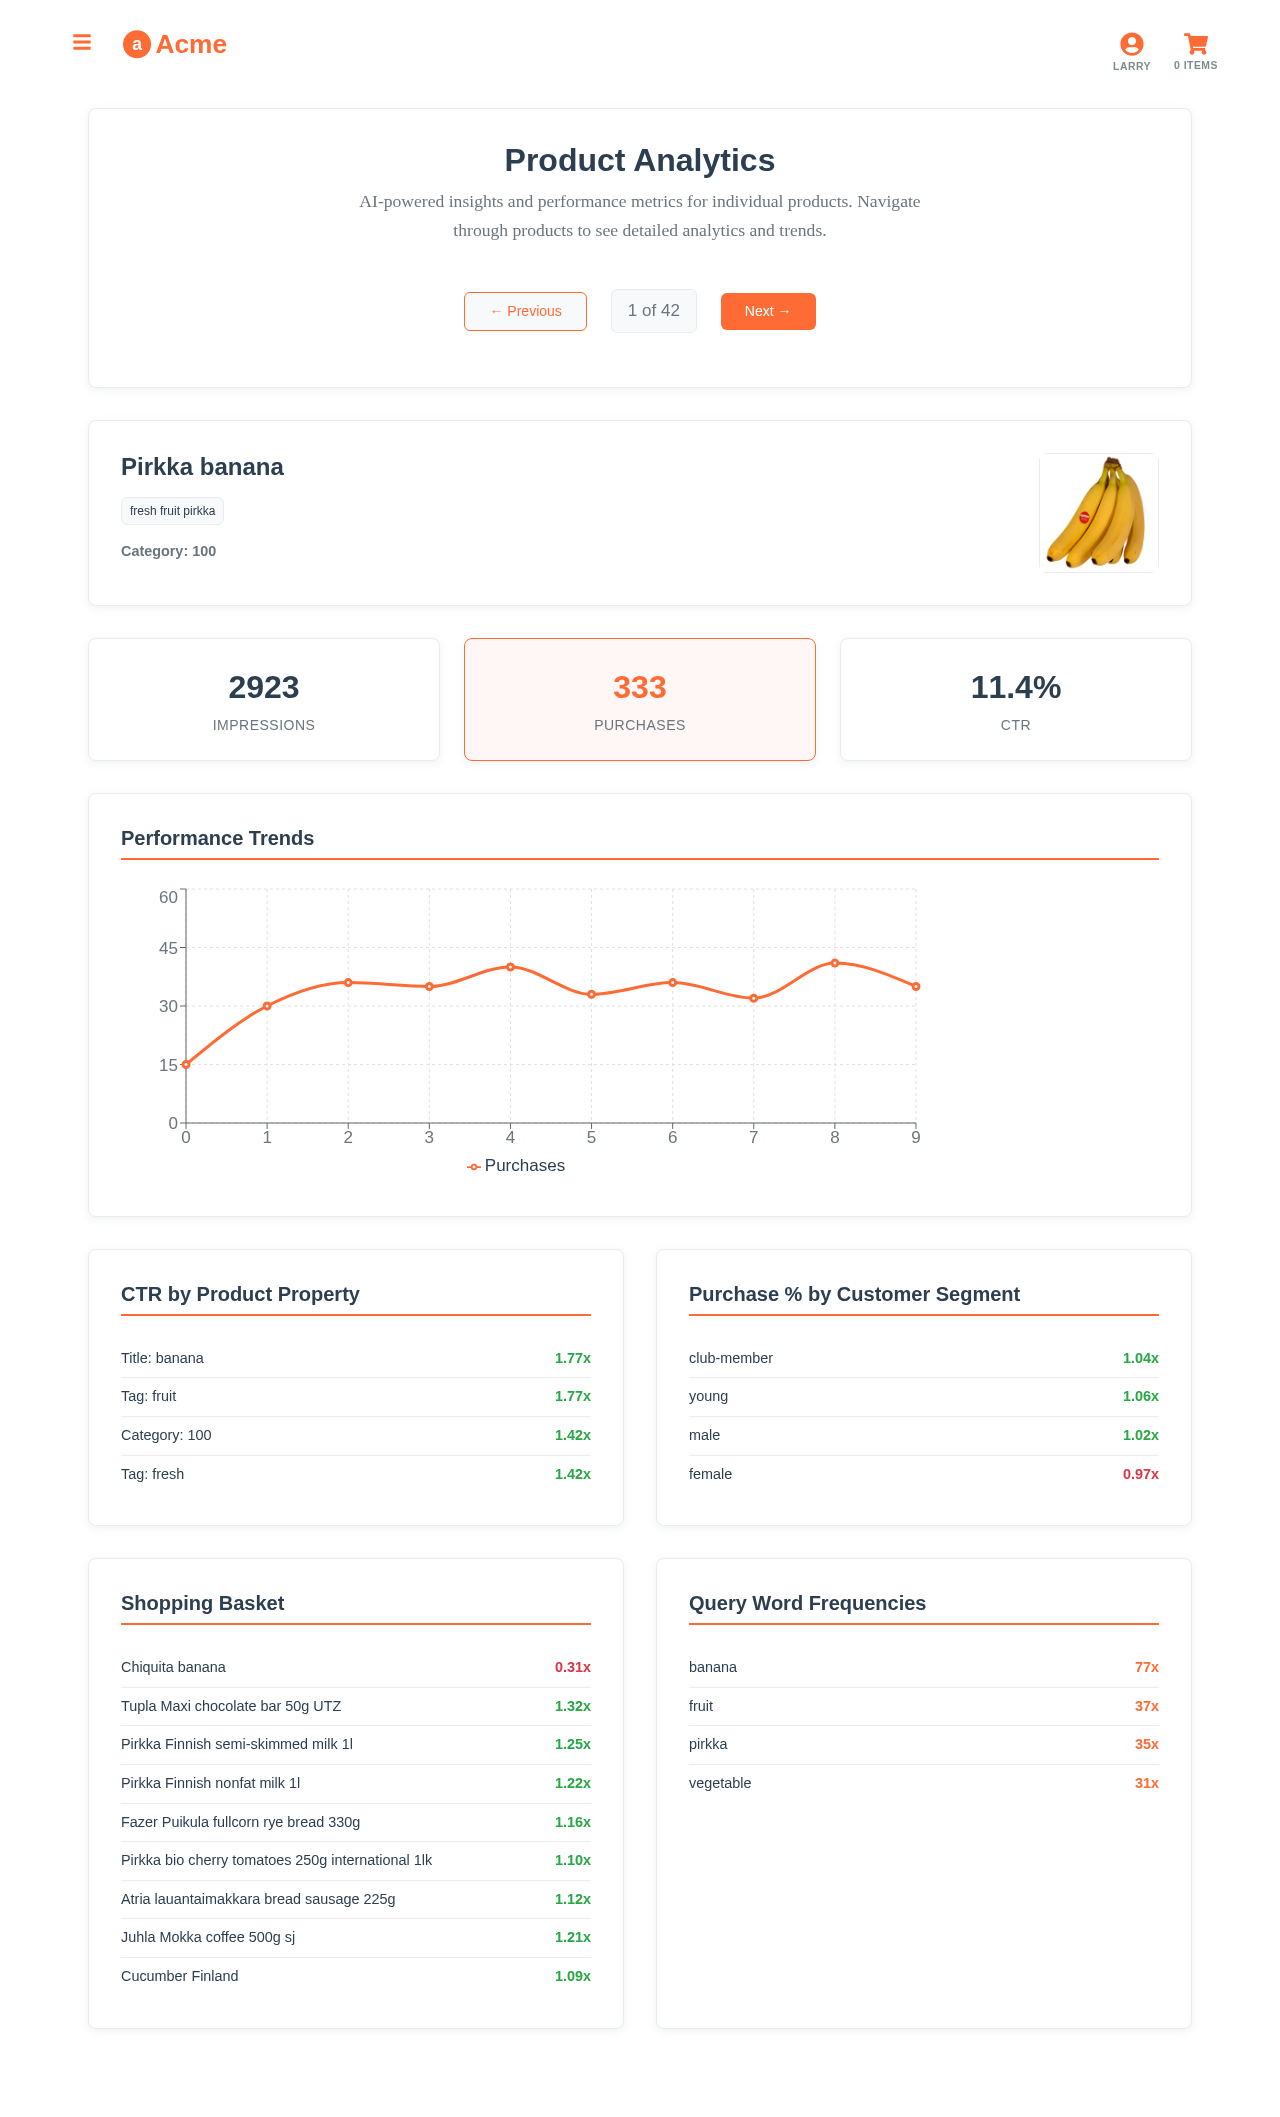 a Acme
LARRY
0 ITEMS
Product Analytics
AI-powered insights and performance metrics for individual products. Navigate
through products to see detailed analytics and trends.
← Previous
1 of 42
Next →
Pirkka banana
fresh fruit pirkka
Category: 100
2923
IMPRESSIONS
333
PURCHASES
11.4%
CTR
Performance Trends
60
45
30
15
0
0 1 2 3 4 5 6 7 8 9
Purchases
CTR by Product Property
Title: banana 1.77x
Tag: fruit 1.77x
Category: 100 1.42x
Tag: fresh 1.42x
Purchase % by Customer Segment
club-member 1.04x
young 1.06x
male 1.02x
female 0.97x
Shopping Basket
Chiquita banana 0.31x
Tupla Maxi chocolate bar 50g UTZ 1.32x
Pirkka Finnish semi-skimmed milk 1l 1.25x
Pirkka Finnish nonfat milk 1l 1.22x
Fazer Puikula fullcorn rye bread 330g 1.16x
Pirkka bio cherry tomatoes 250g international 1lk 1.10x
Atria lauantaimakkara bread sausage 225g 1.12x
Juhla Mokka coffee 500g sj 1.21x
Cucumber Finland 1.09x
Query Word Frequencies
banana 77x
fruit 37x
pirkka 35x
vegetable 31x